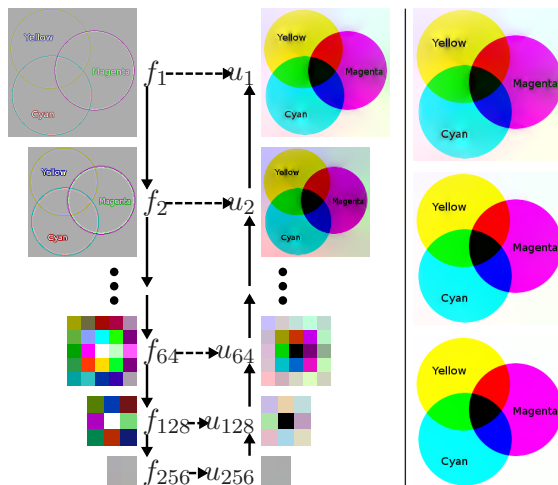 Yellow
Magenta
Cyan
f1
u1
Yellow
Magenta
Cyan
Yellow
Magenta
Cyan
Yellow
Magenta
Cyan
f2
u2
Yellow
Magenta
Cyan
Yellow
Magenta
Cyan
f64
u64
f128
u128
Yellow
Magenta
Cyan
f256
u256